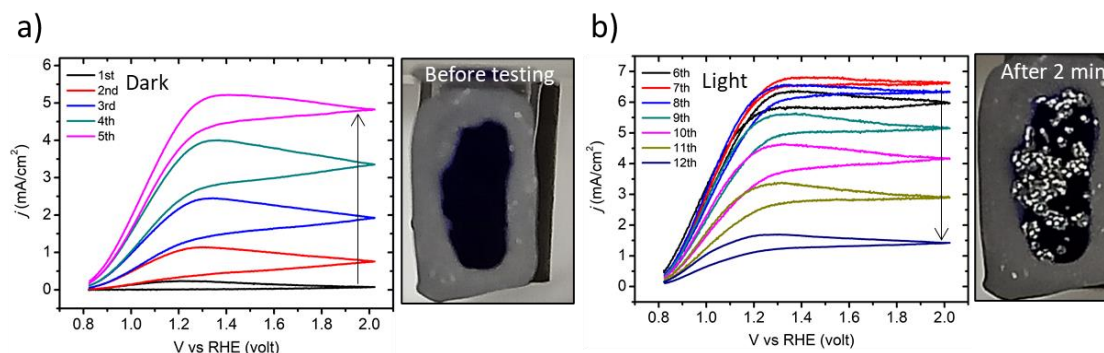 a)
Dark
1st
2nd
3rd
4th
5th
6
5
4
3
2
1
0
j (mA/cm²)
0.8 1.0 1.2 1.4 1.6 1.8 2.0
V vs RHE (volt)
Before testing
b)
Light
6th
7th
8th
9th
10th
11th
12th
7
6
5
4
3
2
1
0
j (mA/cm²)
0.8 1.0 1.2 1.4 1.6 1.8 2.0
V vs RHE (volt)
After 2 min